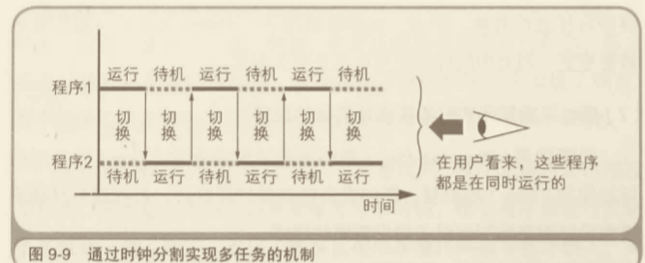 运行 待机 运行 待机 运行 待机
程序1
切换 切换 切换 切换 切换
程序2
待机 运行 待机 运行 待机 运行
时间
在用户看来，这些程序
都是在同时运行的
图 9-9 通过时钟分割实现多任务的机制